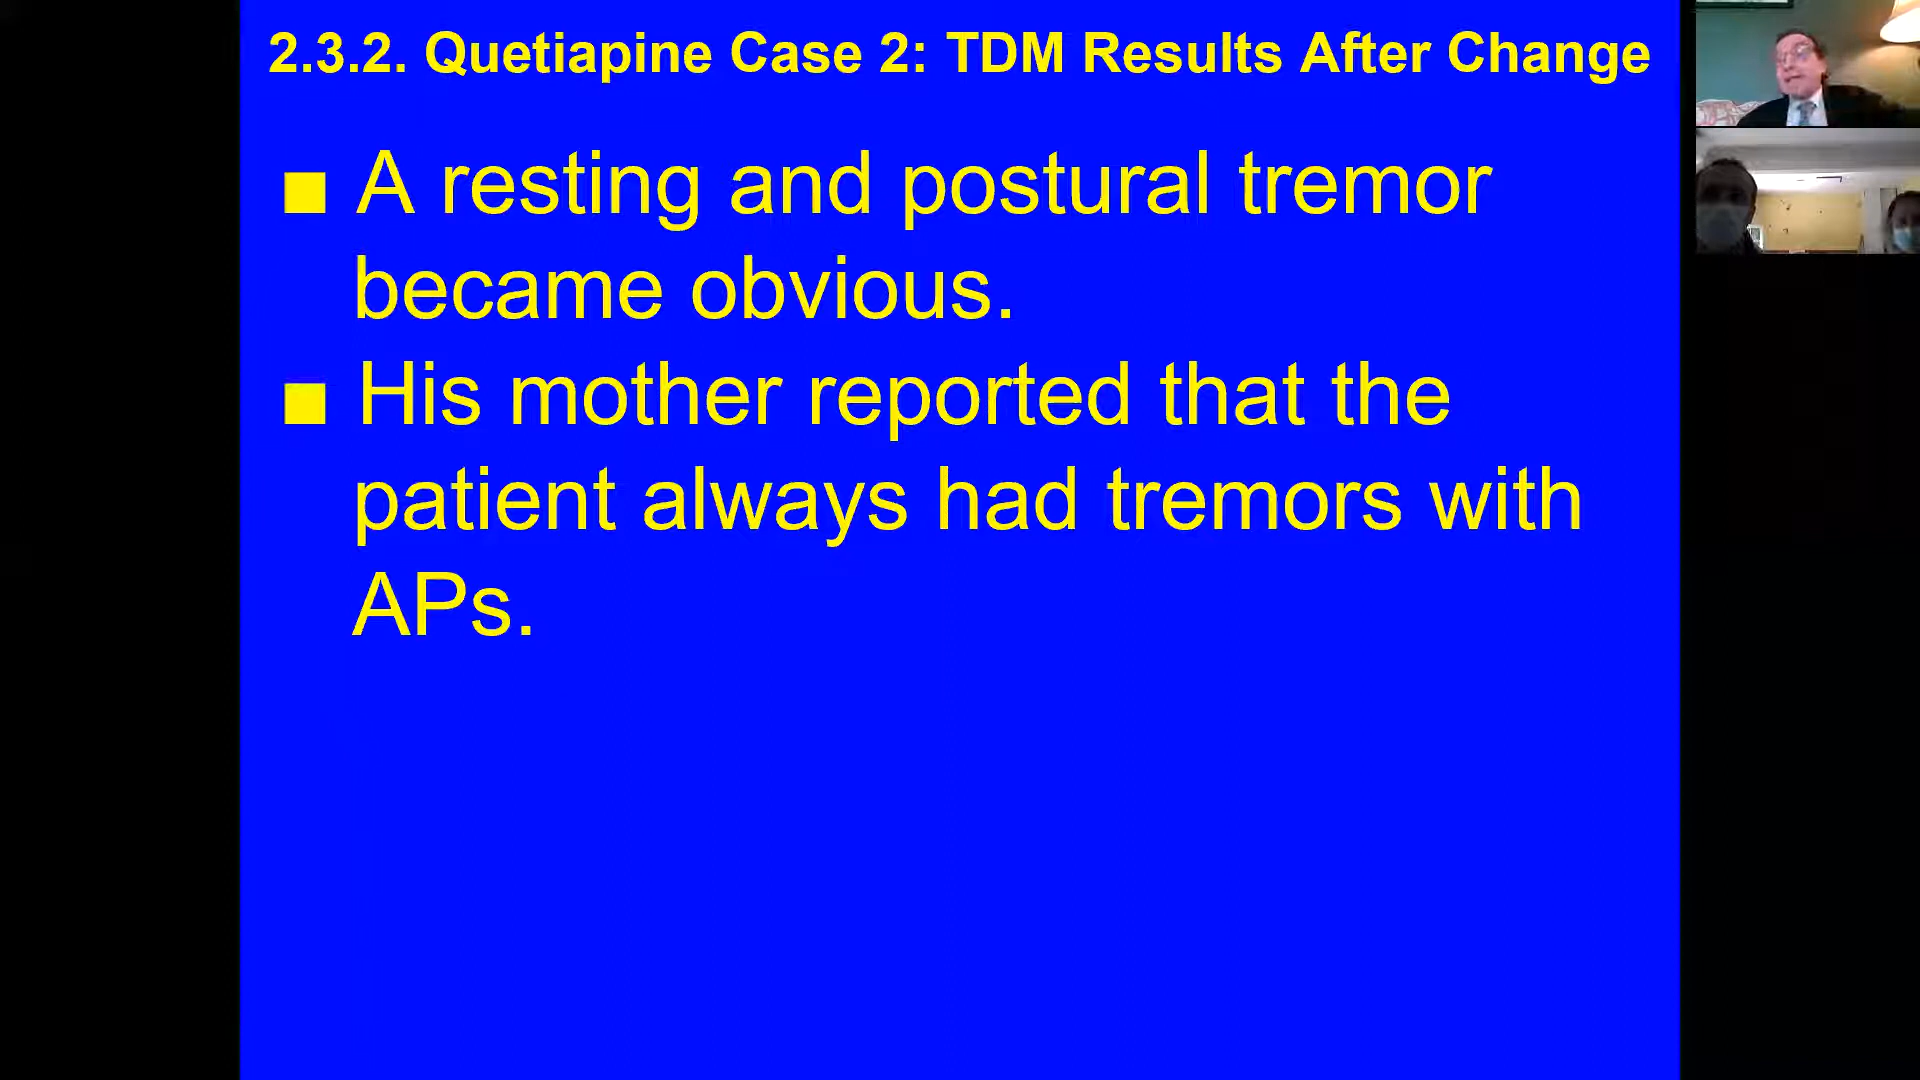 2.3.2. Quetiapine Case 2: TDM Results After Change
■ A resting and postural tremor
became obvious.
■ His mother reported that the
patient always had tremors with
APs.